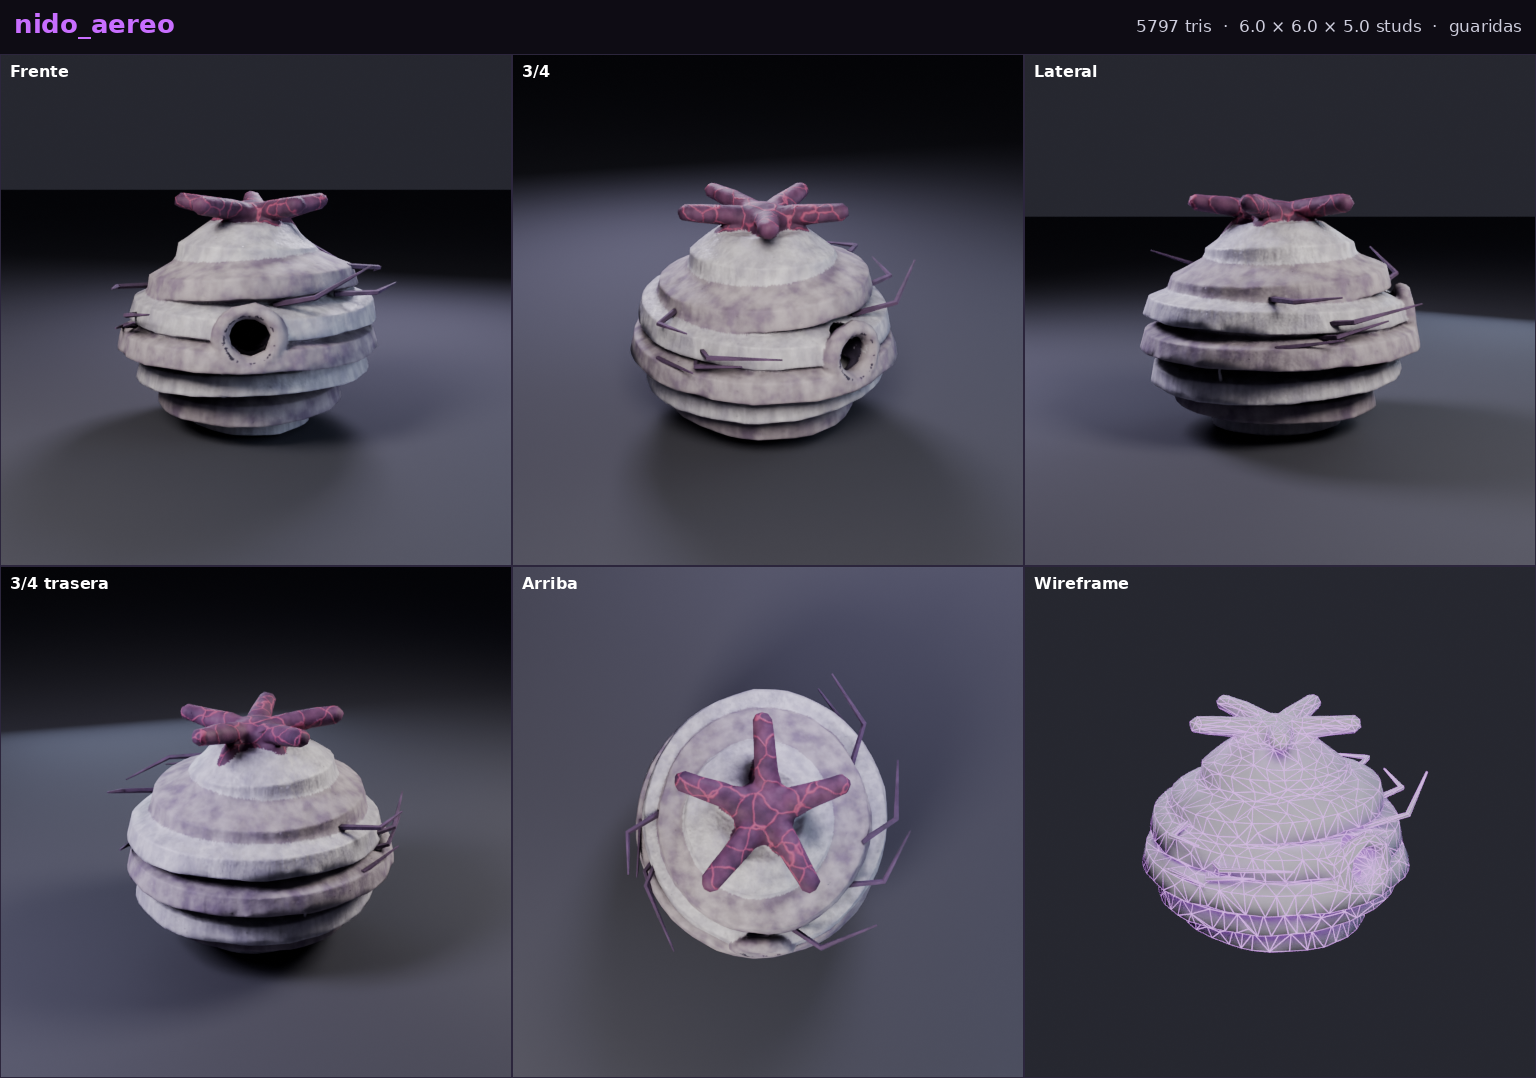 nido_aereo
5797 tris · 6.0 × 6.0 × 5.0 studs · guaridas
Frente
3/4
Lateral
3/4 trasera
Arriba
Wireframe